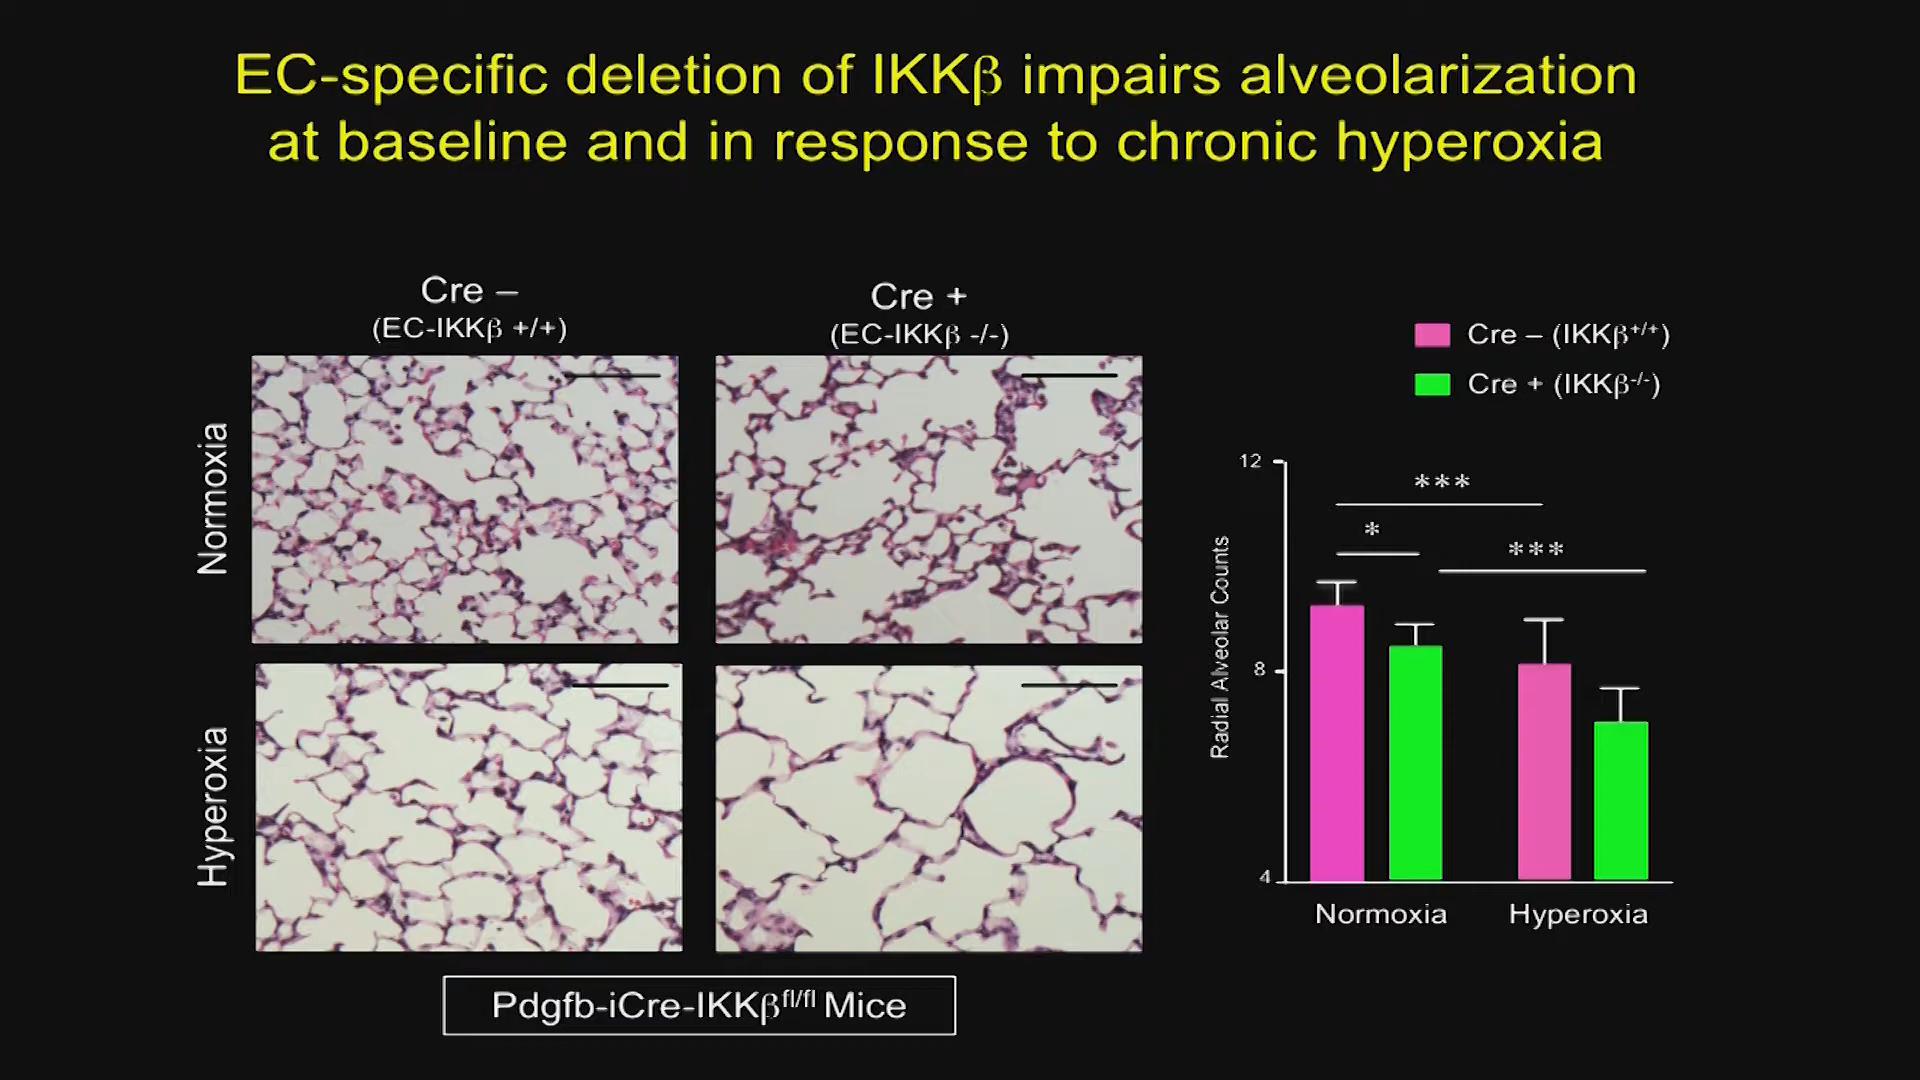 EC-specific deletion of IKKβ impairs alveolarization
at baseline and in response to chronic hyperoxia
Cre –
(EC-IKKβ +/+)
Cre +
(EC-IKKβ -/-)
Normoxia
Hyperoxia
Pdgfb-iCre-IKKβfl/fl Mice
Cre – (IKKβ+/+)
Cre + (IKKβ-/-)
12
8
4
Radial Alveolar Counts
***
*
***
Normoxia
Hyperoxia